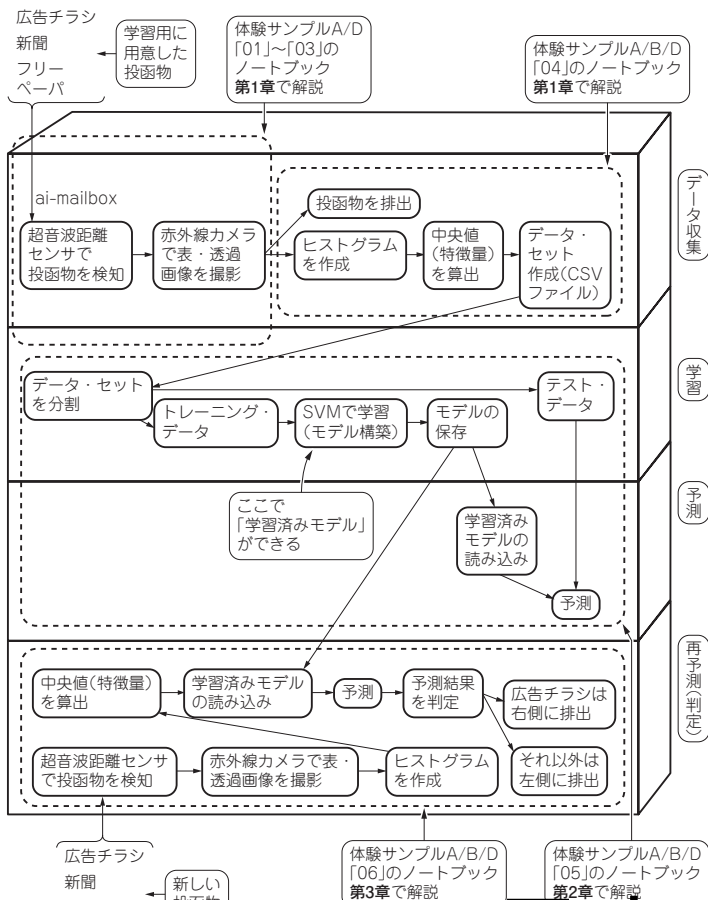 広告チラシ
新聞
フリー
ペーパ
学習用に
用意した
投函物
体験サンプルA/D
「01」～「03」の
ノートブック
第1章で解説
体験サンプルA/B/D
「04」のノートブック
第1章で解説
ai-mailbox
超音波距離
センサで
投函物を検知
赤外線カメラ
で表・透過
画像を撮影
投函物を排出
ヒストグラム
を作成
中央値
(特徴量)
を算出
データ・
セット
作成(CSV
ファイル)
データ収集
データ・セット
を分割
トレーニング・
データ
SVMで学習
(モデル構築)
モデルの
保存
テスト・
データ
学習
ここで
「学習済みモデル」
ができる
学習済み
モデルの
読み込み
予測
予測
中央値(特徴量)
を算出
学習済みモデル
の読み込み
予測
予測結果
を判定
広告チラシは
右側に排出
再予測(判定)
超音波距離センサ
で投函物を検知
赤外線カメラで表・
透過画像を撮影
ヒストグラム
を作成
それ以外は
左側に排出
広告チラシ
新聞
新しい
体験サンプルA/B/D
「06」のノートブック
第3章で解説
体験サンプルA/B/D
「05」のノートブック
第2章で解説